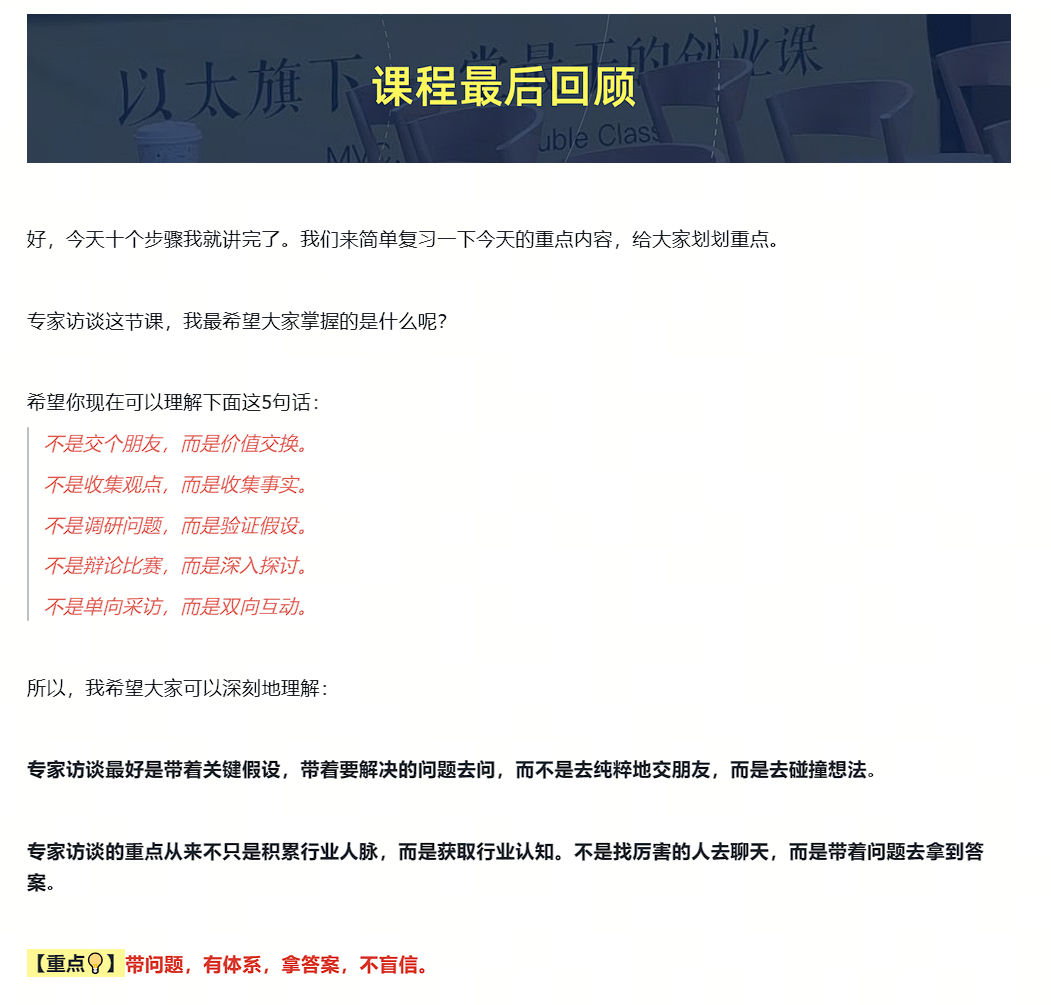 以太旗下 常是干的创业课
课程最后回顾
uble Class
好，今天十个步骤我就讲完了。我们来简单复习一下今天的重点内容，给大家划划重点。
专家访谈这节课，我最希望大家掌握的是什么呢？
希望你现在可以理解下面这5句话：
不是交个朋友，而是价值交换。
不是收集观点，而是收集事实。
不是调研问题，而是验证假设。
不是辩论比赛，而是深入探讨。
不是单向采访，而是双向互动。
所以，我希望大家可以深刻地理解：
专家访谈最好是带着关键假设，带着要解决的问题去问，而不是去纯粹地交朋友，而是去碰撞想法。
专家访谈的重点从来不只是积累行业人脉，而是获取行业认知。不是找厉害的人去聊天，而是带着问题去拿到答
案。
【重点💡】带问题，有体系，拿答案，不盲信。